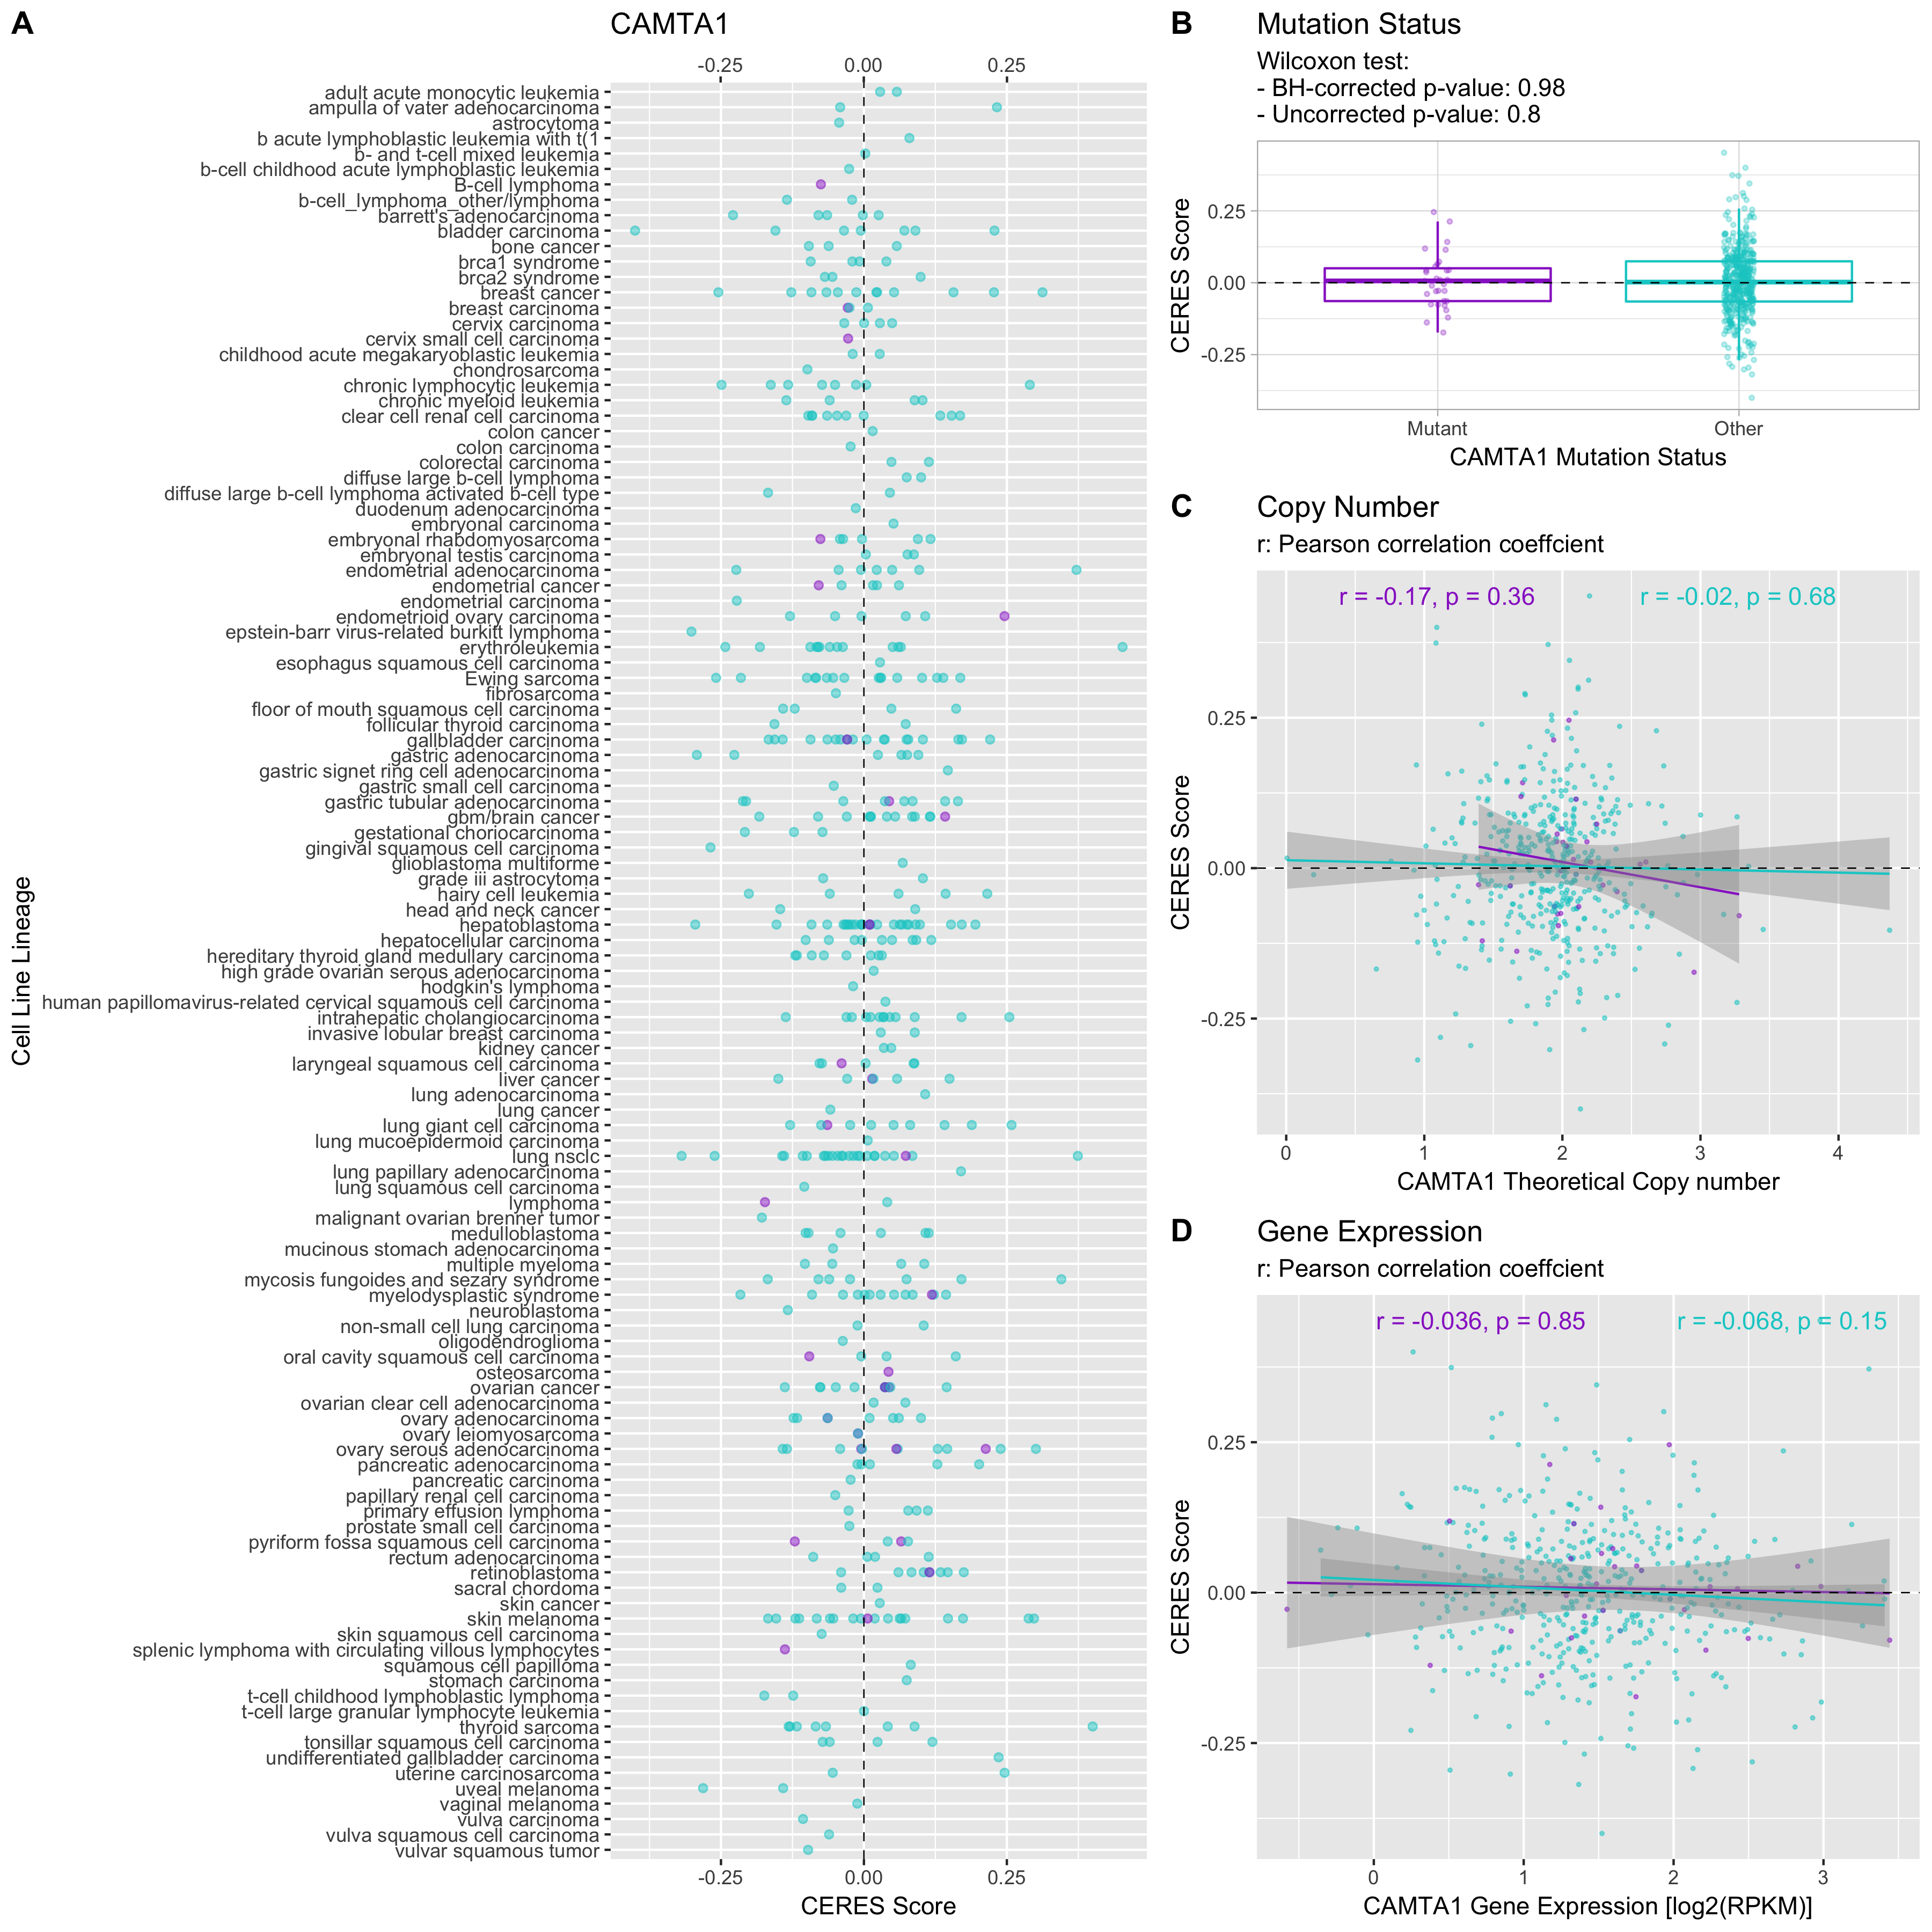 A
CAMTA1
-0.25 0.00 0.25
Cell Line Lineage
adult acute monocytic leukemia
ampulla of vater adenocarcinoma
astrocytoma
b acute lymphoblastic leukemia with t(1
b- and t-cell mixed leukemia
b-cell childhood acute lymphoblastic leukemia
B-cell lymphoma
b-cell_lymphoma_other/lymphoma
barrett's adenocarcinoma
bladder carcinoma
bone cancer
brca1 syndrome
brca2 syndrome
breast cancer
breast carcinoma
cervix carcinoma
cervix small cell carcinoma
childhood acute megakaryoblastic leukemia
chondrosarcoma
chronic lymphocytic leukemia
chronic myeloid leukemia
clear cell renal cell carcinoma
colon cancer
colon carcinoma
colorectal carcinoma
diffuse large b-cell lymphoma
diffuse large b-cell lymphoma activated b-cell type
duodenum adenocarcinoma
embryonal carcinoma
embryonal rhabdomyosarcoma
embryonal testis carcinoma
endometrial adenocarcinoma
endometrial cancer
endometrial carcinoma
endometrioid ovary carcinoma
epstein-barr virus-related burkitt lymphoma
erythroleukemia
esophagus squamous cell carcinoma
Ewing sarcoma
fibrosarcoma
floor of mouth squamous cell carcinoma
follicular thyroid carcinoma
gallbladder carcinoma
gastric adenocarcinoma
gastric signet ring cell adenocarcinoma
gastric small cell carcinoma
gastric tubular adenocarcinoma
gbm/brain cancer
gestational choriocarcinoma
gingival squamous cell carcinoma
glioblastoma multiforme
grade iii astrocytoma
hairy cell leukemia
head and neck cancer
hepatoblastoma
hepatocellular carcinoma
hereditary thyroid gland medullary carcinoma
high grade ovarian serous adenocarcinoma
hodgkin's lymphoma
human papillomavirus-related cervical squamous cell carcinoma
intrahepatic cholangiocarcinoma
invasive lobular breast carcinoma
kidney cancer
laryngeal squamous cell carcinoma
liver cancer
lung adenocarcinoma
lung cancer
lung giant cell carcinoma
lung mucoepidermoid carcinoma
lung nsclc
lung papillary adenocarcinoma
lung squamous cell carcinoma
lymphoma
malignant ovarian brenner tumor
medulloblastoma
mucinous stomach adenocarcinoma
multiple myeloma
mycosis fungoides and sezary syndrome
myelodysplastic syndrome
neuroblastoma
non-small cell lung carcinoma
oligodendroglioma
oral cavity squamous cell carcinoma
osteosarcoma
ovarian cancer
ovarian clear cell adenocarcinoma
ovary adenocarcinoma
ovary leiomyosarcoma
ovary serous adenocarcinoma
pancreatic adenocarcinoma
pancreatic carcinoma
papillary renal cell carcinoma
primary effusion lymphoma
prostate small cell carcinoma
pyriform fossa squamous cell carcinoma
rectum adenocarcinoma
retinoblastoma
sacral chordoma
skin cancer
skin melanoma
skin squamous cell carcinoma
splenic lymphoma with circulating villous lymphocytes
squamous cell papilloma
stomach carcinoma
t-cell childhood lymphoblastic lymphoma
t-cell large granular lymphocyte leukemia
thyroid sarcoma
tonsillar squamous cell carcinoma
undifferentiated gallbladder carcinoma
uterine carcinosarcoma
uveal melanoma
vaginal melanoma
vulva carcinoma
vulva squamous cell carcinoma
vulvar squamous tumor
-0.25 0.00 0.25
CERES Score
B
Mutation Status
Wilcoxon test:
- BH-corrected p-value: 0.98
- Uncorrected p-value: 0.8
CERES Score
0.25
0.00
-0.25
Mutant Other
CAMTA1 Mutation Status
C
Copy Number
r: Pearson correlation coeffcient
r = -0.17, p = 0.36 r = -0.02, p = 0.68
CERES Score
0.25
0.00
-0.25
0 1 2 3 4
CAMTA1 Theoretical Copy number
D
Gene Expression
r: Pearson correlation coeffcient
r = -0.036, p = 0.85 r = -0.068, p = 0.15
CERES Score
0.25
0.00
-0.25
0 1 2 3
CAMTA1 Gene Expression [log2(RPKM)]